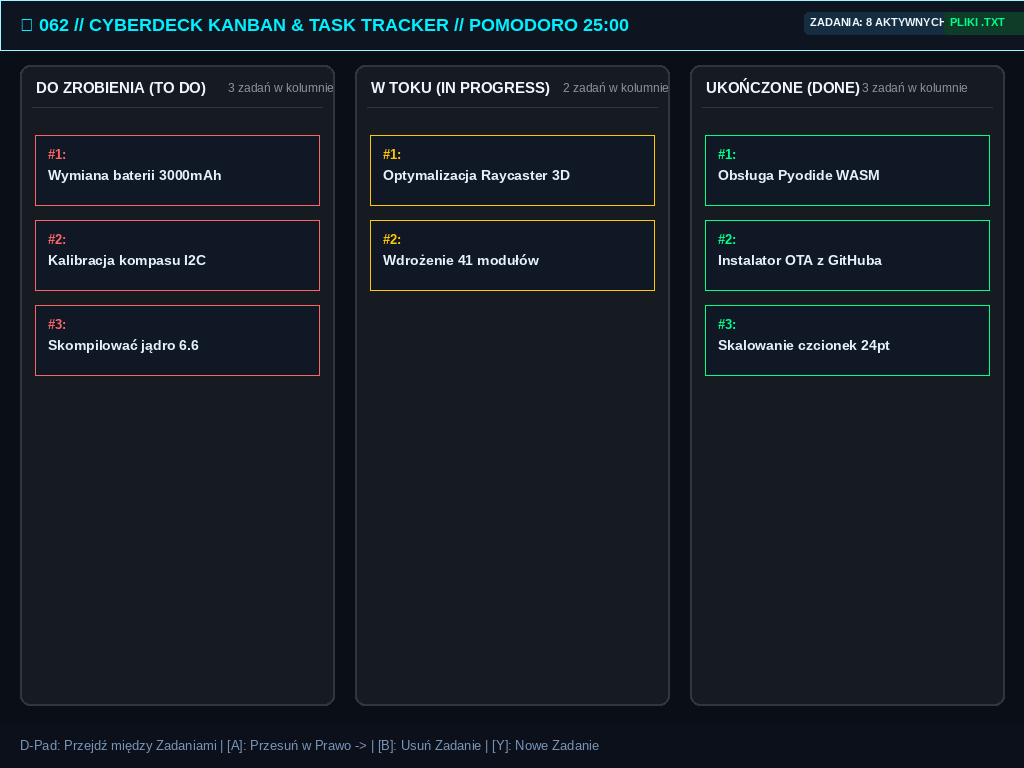 062 // CYBERDECK KANBAN & TASK TRACKER // POMODORO 25:00
ZADANIA: 8 AKTYWNYCH
PLIKI .TXT
DO ZROBIENIA (TO DO)
3 zadań w kolumnie
#1:
Wymiana baterii 3000mAh
#2:
Kalibracja kompasu I2C
#3:
Skompilować jądro 6.6
W TOKU (IN PROGRESS)
2 zadań w kolumnie
#1:
Optymalizacja Raycaster 3D
#2:
Wdrożenie 41 modułów
UKOŃCZONE (DONE)
3 zadań w kolumnie
#1:
Obsługa Pyodide WASM
#2:
Instalator OTA z GitHuba
#3:
Skalowanie czcionek 24pt
D-Pad: Przejdź między Zadaniami | [A]: Przesuń w Prawo -> | [B]: Usuń Zadanie | [Y]: Nowe Zadanie